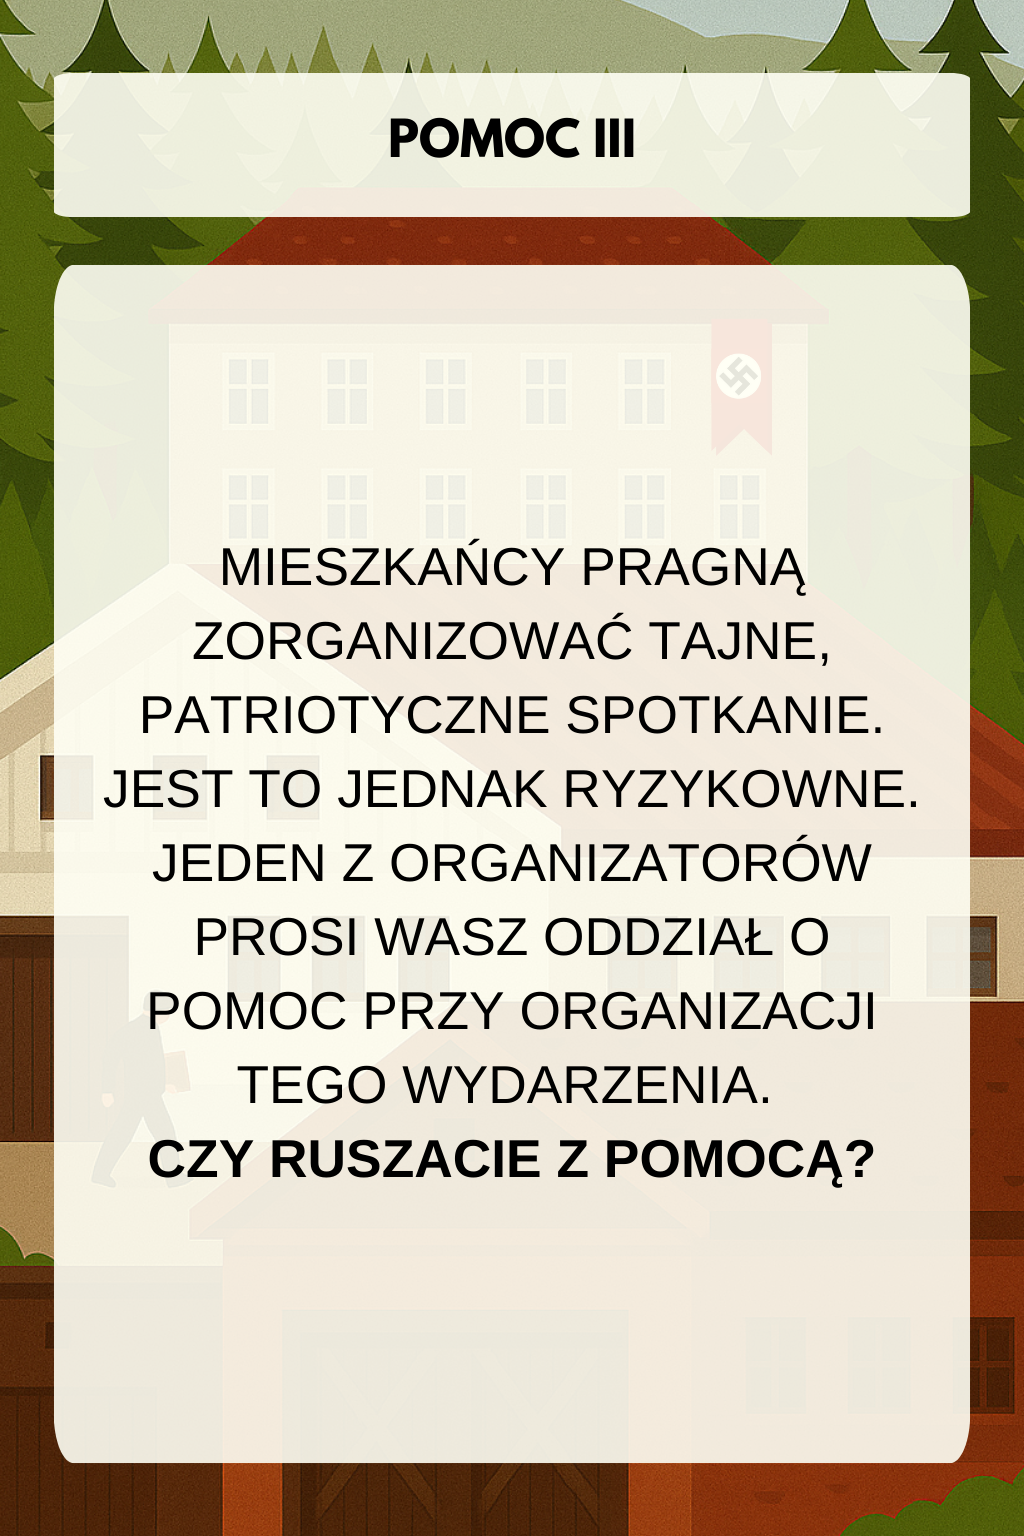 POMOC III
MIESZKAŃCY PRAGNĄ
ZORGANIZOWAĆ TAJNE,
PATRIOTYCZNE SPOTKANIE.
JEST TO JEDNAK RYZYKOWNE.
JEDEN Z ORGANIZATORÓW
PROSI WASZ ODDZIAŁ O
POMOC PRZY ORGANIZACJI
TEGO WYDARZENIA.
CZY RUSZACIE Z POMOCĄ?